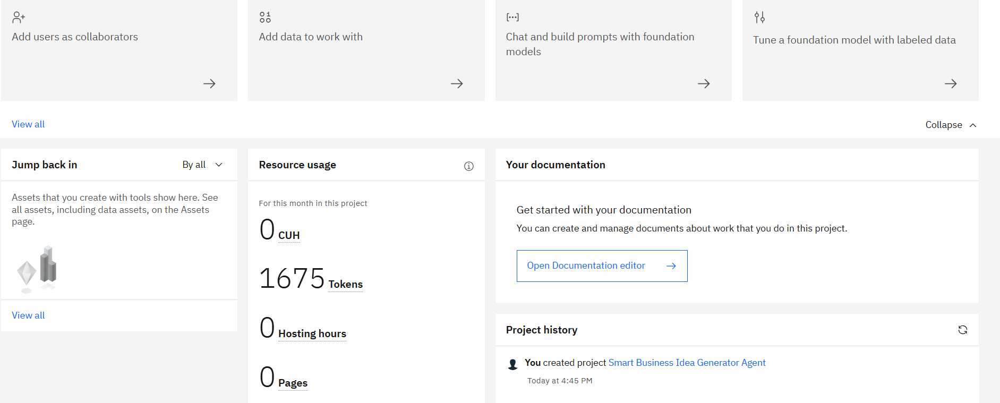 Add users as collaborators
Add data to work with
Chat and build prompts with foundation
models
Tune a foundation model with labeled data
View all
Collapse
Jump back in
By all
Assets that you create with tools show here. See
all assets, including data assets, on the Assets
page.
View all
Resource usage
For this month in this project
0 CUH
1675 Tokens
0 Hosting hours
0 Pages
Your documentation
Get started with your documentation
You can create and manage documents about work that you do in this project.
Open Documentation editor
Project history
You created project Smart Business Idea Generator Agent
Today at 4:45 PM